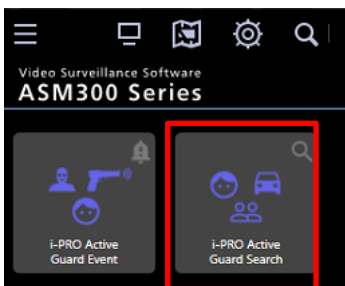 Video Surveillance Software
ASM300 Series
i-PRO Active
Guard Event
i-PRO Active
Guard Search